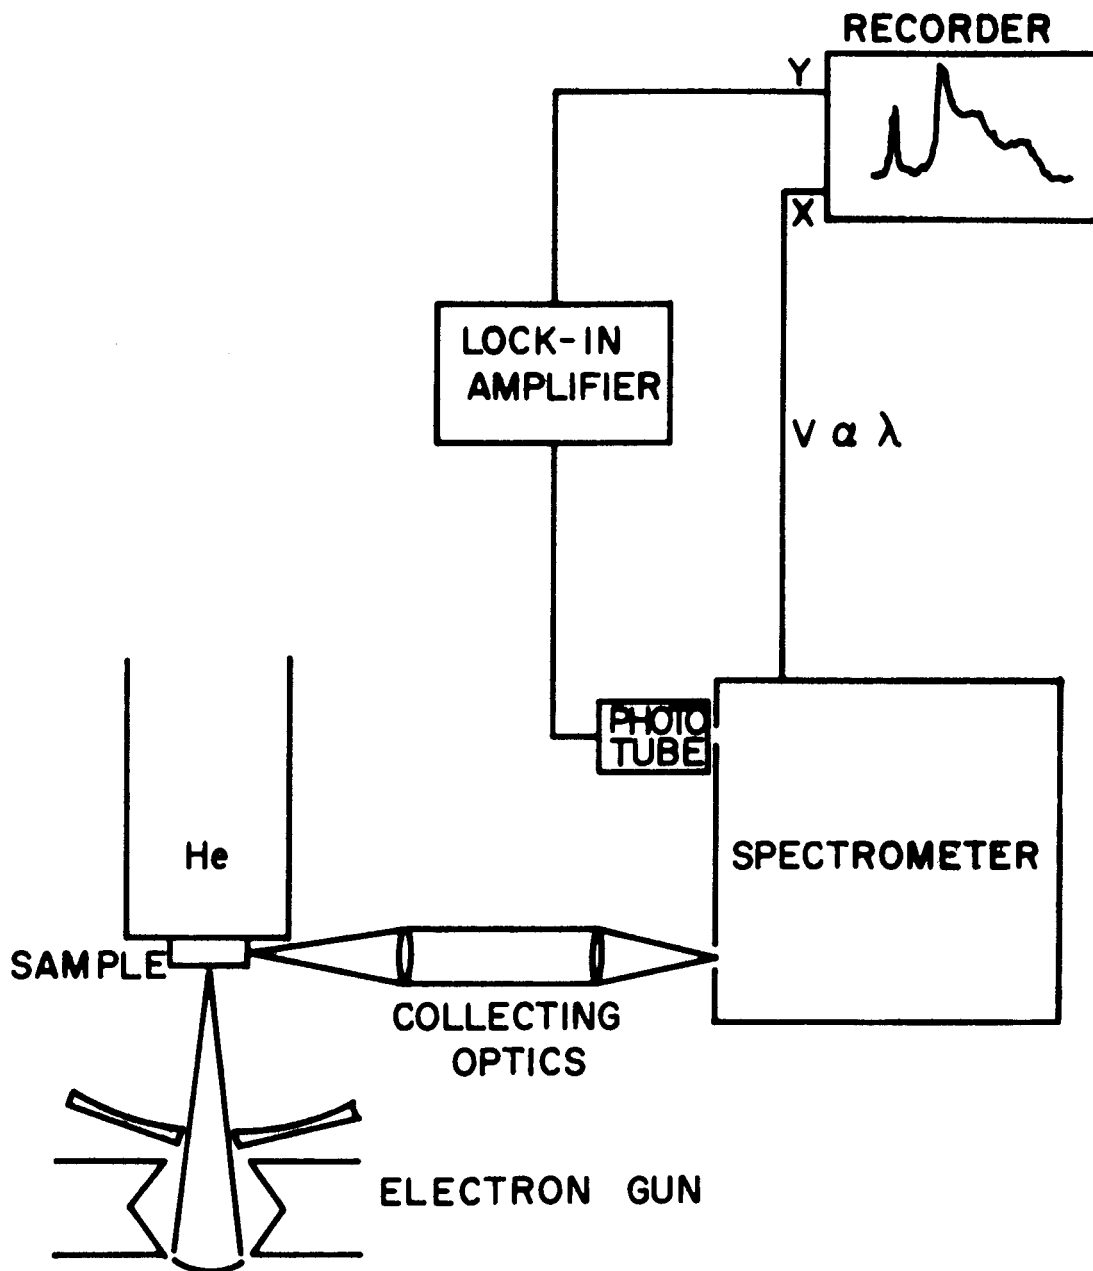 RECORDER
Y
X
LOCK-IN
AMPLIFIER
V α λ
PHOTO
TUBE
He
SPECTROMETER
SAMPLE
COLLECTING
OPTICS
ELECTRON GUN